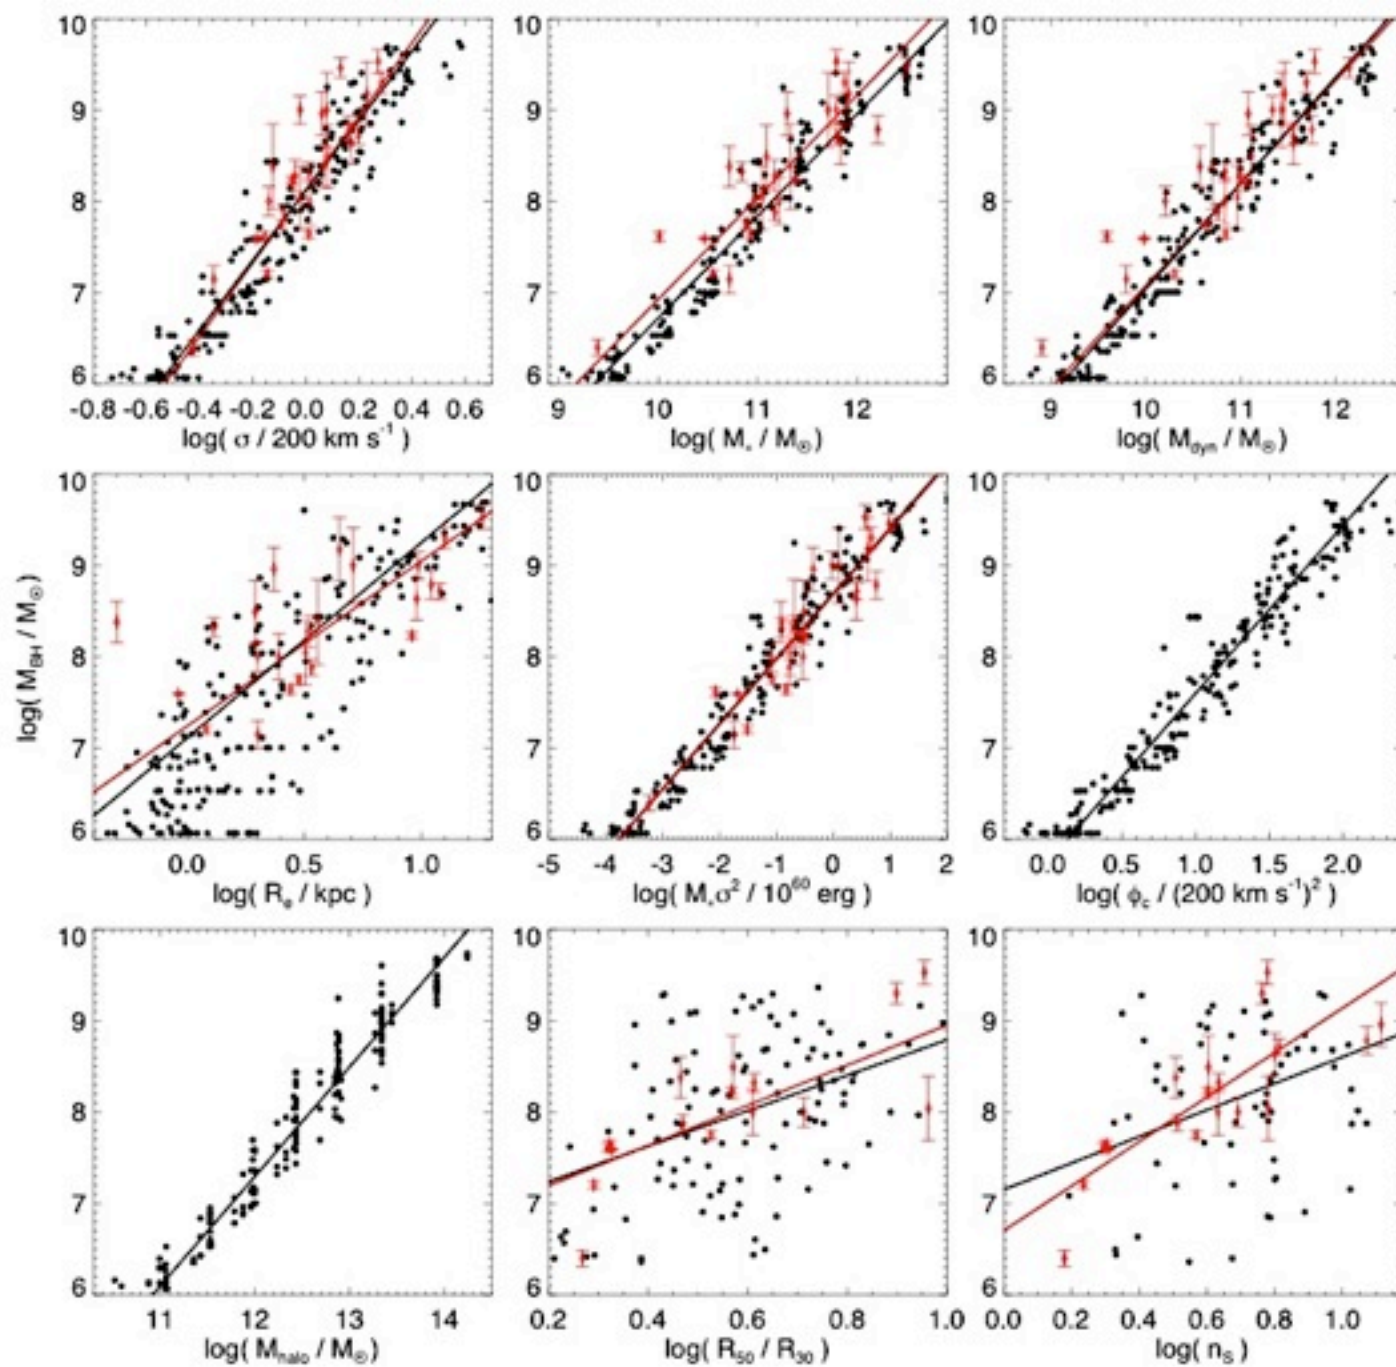 10 10 10
9 9 9
8 8 8
7 7 7
6 6 6
-0.8 -0.6 -0.4 -0.2 0.0 0.2 0.4 0.6 9 10 11 12 9 10 11 12
log( σ / 200 km s⁻¹ ) log( M⁎ / M⊙ ) log( Mdyn / M⊙ )
log( MBH / M⊙ )
10 10 10
9 9 9
8 8 8
7 7 7
6 6 6
0.0 0.5 1.0 -5 -4 -3 -2 -1 0 1 2 0.0 0.5 1.0 1.5 2.0
log( Re / kpc ) log( M⁎σ² / 10⁶⁰ erg ) log( ϕc / (200 km s⁻¹)² )
10 10 10
9 9 9
8 8 8
7 7 7
6 6 6
11 12 13 14 0.2 0.4 0.6 0.8 1.0 0.0 0.2 0.4 0.6 0.8 1.0
log( Mhalo / M⊙ ) log( R₅₀ / R₃₀ ) log( nS )